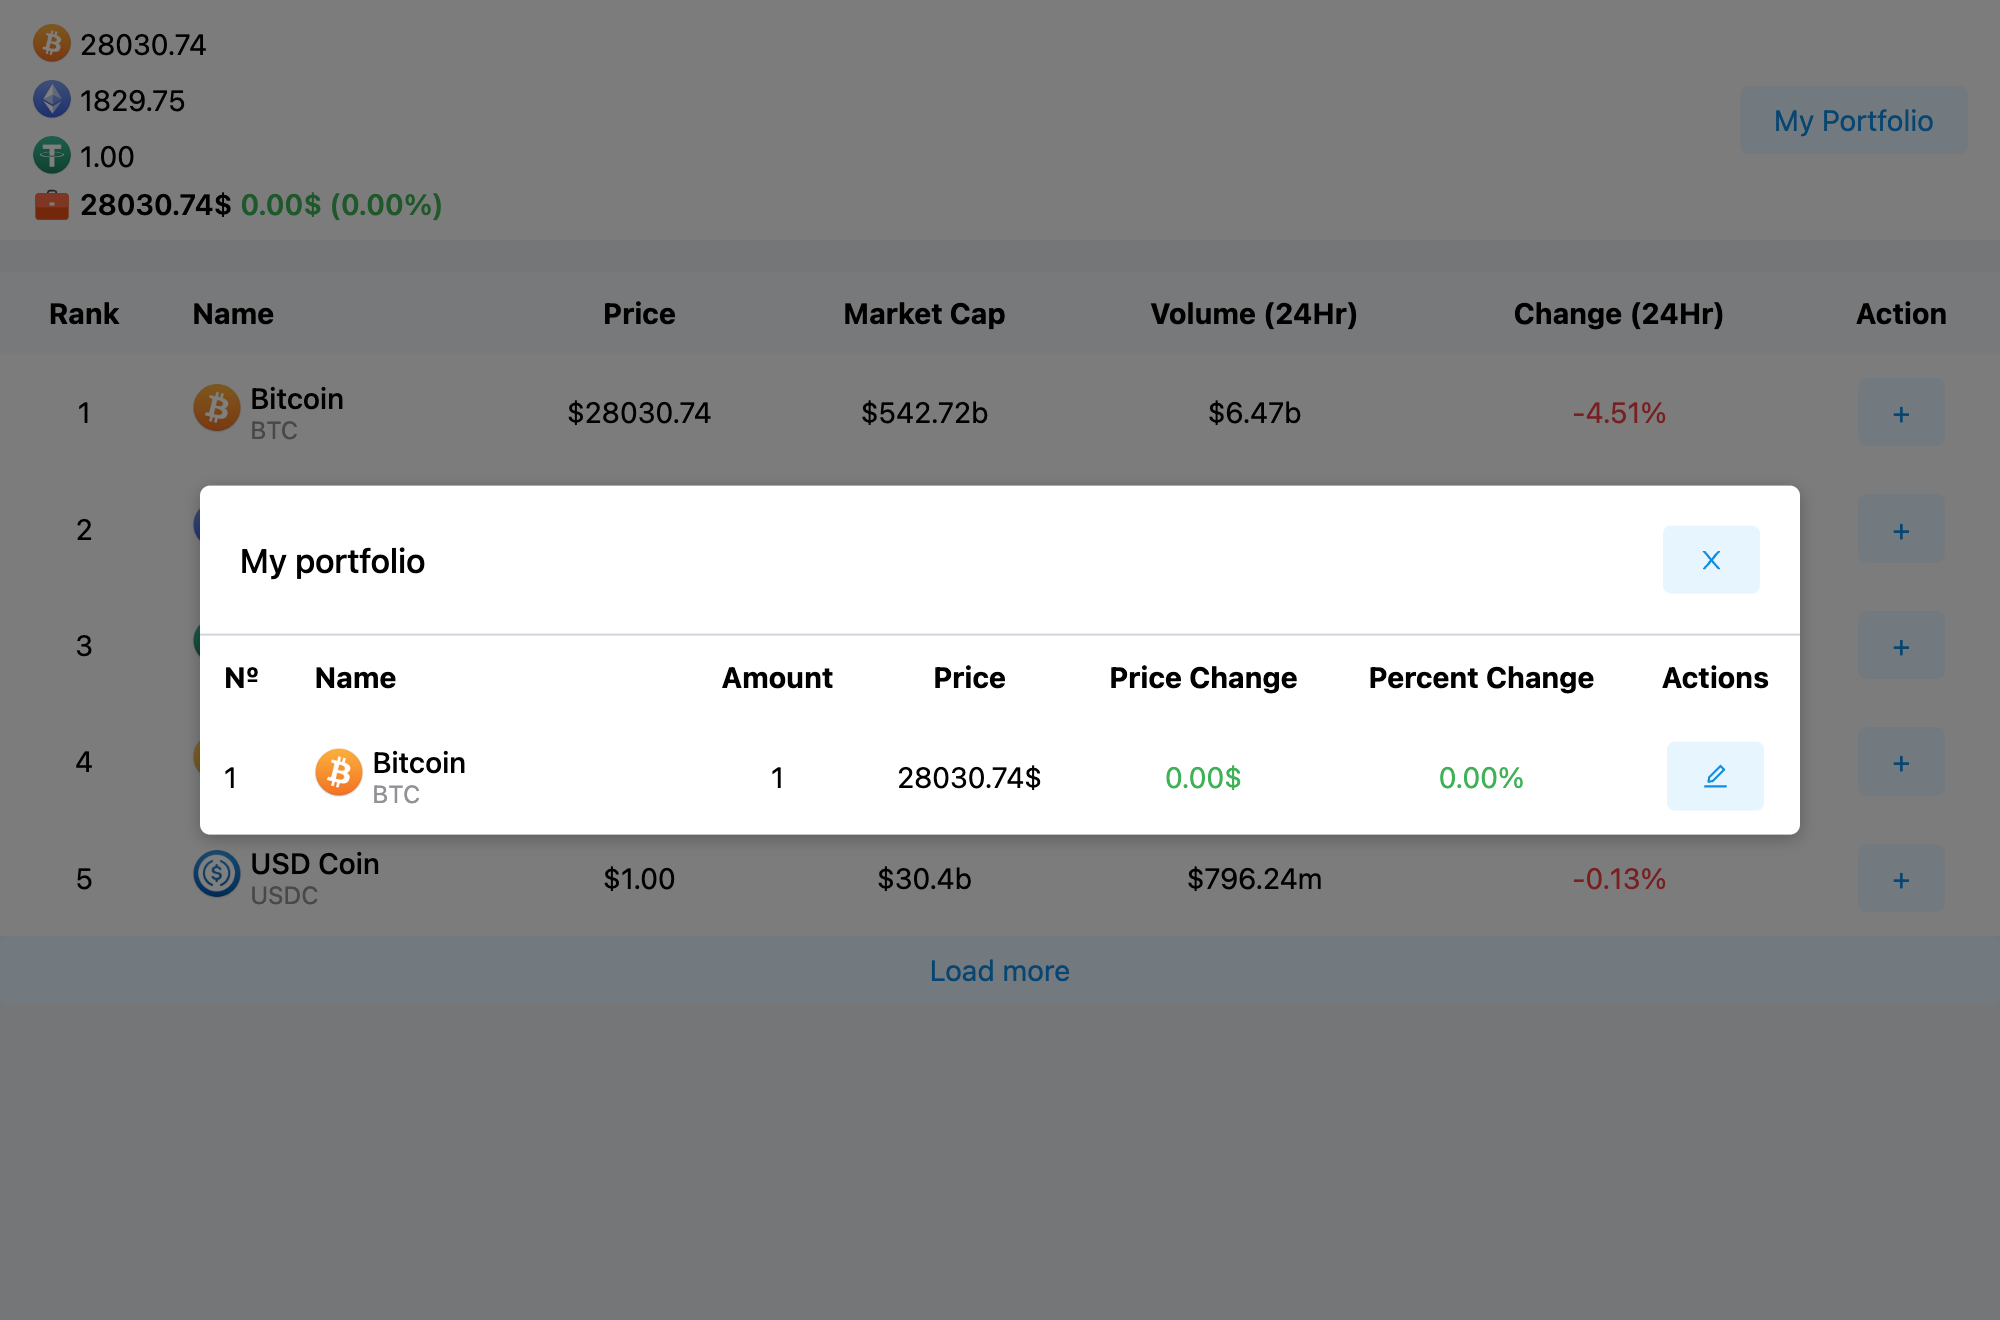 28030.74
1829.75
1.00
28030.74$ 0.00$ (0.00%)
My Portfolio
Rank Name Price Market Cap Volume (24Hr) Change (24Hr) Action
1 Bitcoin $28030.74 $542.72b $6.47b -4.51% +
BTC
2 +
My portfolio X
3 +
Nº Name Amount Price Price Change Percent Change Actions
4 +
1 Bitcoin 1 28030.74$ 0.00$ 0.00%
BTC
5 USD Coin $1.00 $30.4b $796.24m -0.13% +
USDC
Load more